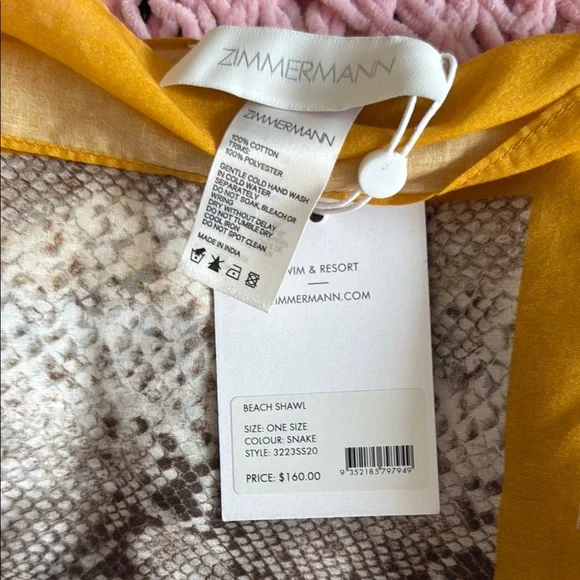 ZIMMERMANN
ZIMMERMANN
100% COTTON
TRIMS:
100% POLYESTER
GENTLE COLD HAND WASH
IN COLD WATER
SEPARATELY
DO NOT SOAK, BLEACH OR
WRING
DRY WITHOUT DELAY
DO NOT TUMBLE DRY
COOL IRON
DO NOT SPOT CLEAN
MADE IN INDIA
WIM & RESORT
ZIMMERMANN.COM
BEACH SHAWL
SIZE: ONE SIZE
COLOUR: SNAKE
STYLE: 3223SS20
PRICE: $160.00
9 352185 797949